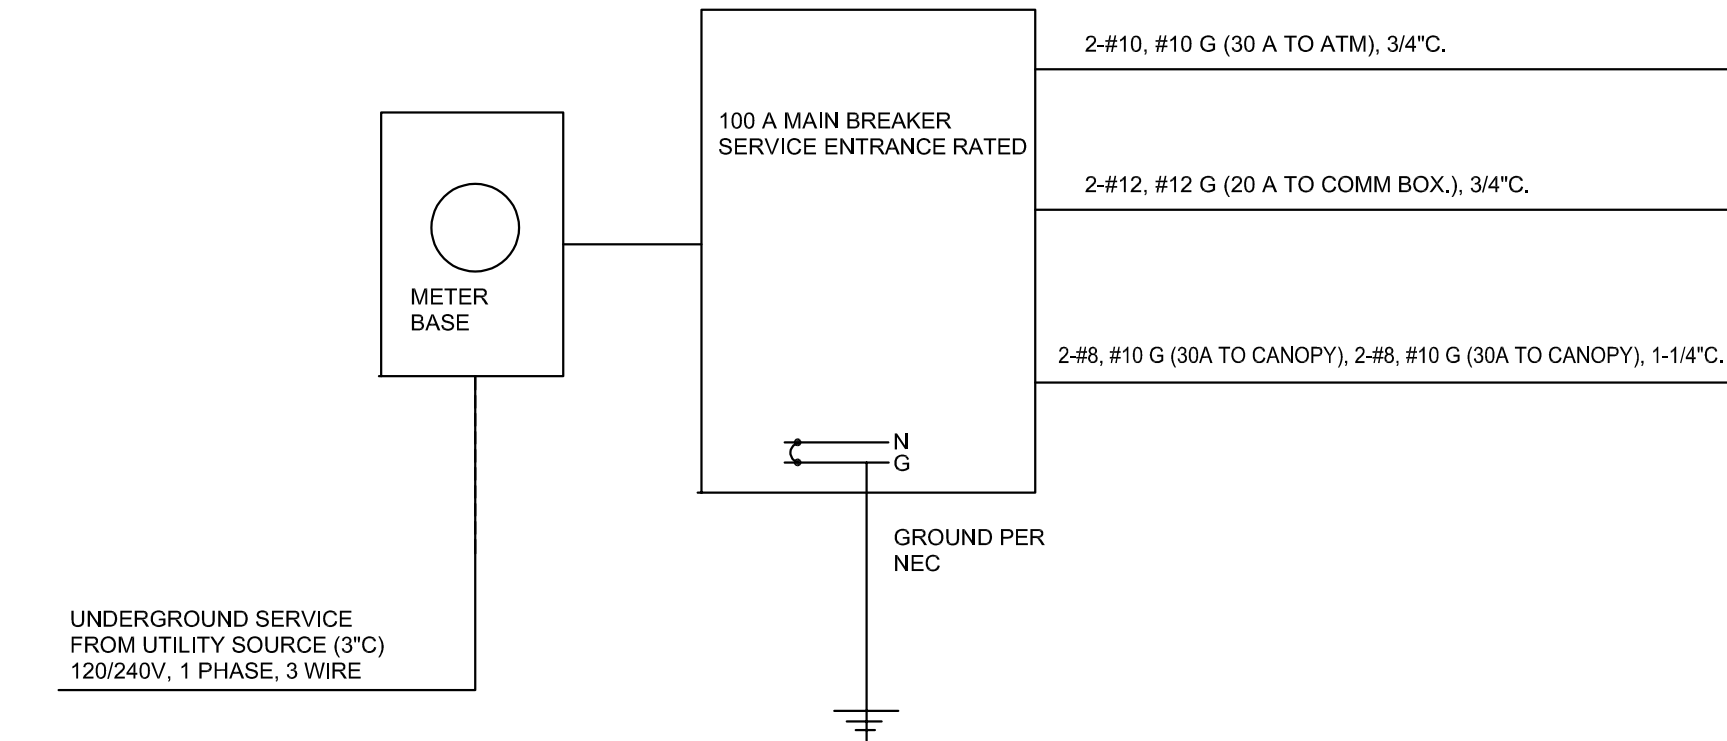 2-#10, #10 G (30 A TO ATM), 3/4"C.
100 A MAIN BREAKER
SERVICE ENTRANCE RATED
2-#12, #12 G (20 A TO COMM BOX.), 3/4"C.
METER
BASE
2-#8, #10 G (30A TO CANOPY), 2-#8, #10 G (30A TO CANOPY), 1-1/4"C.
N
G
GROUND PER
NEC
UNDERGROUND SERVICE
FROM UTILITY SOURCE (3"C)
120/240V, 1 PHASE, 3 WIRE